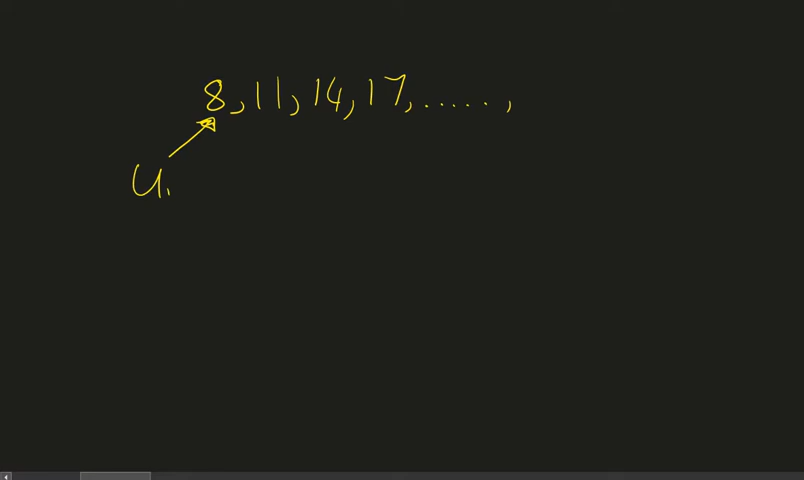 8, 11, 14, 17, ......,
U₁